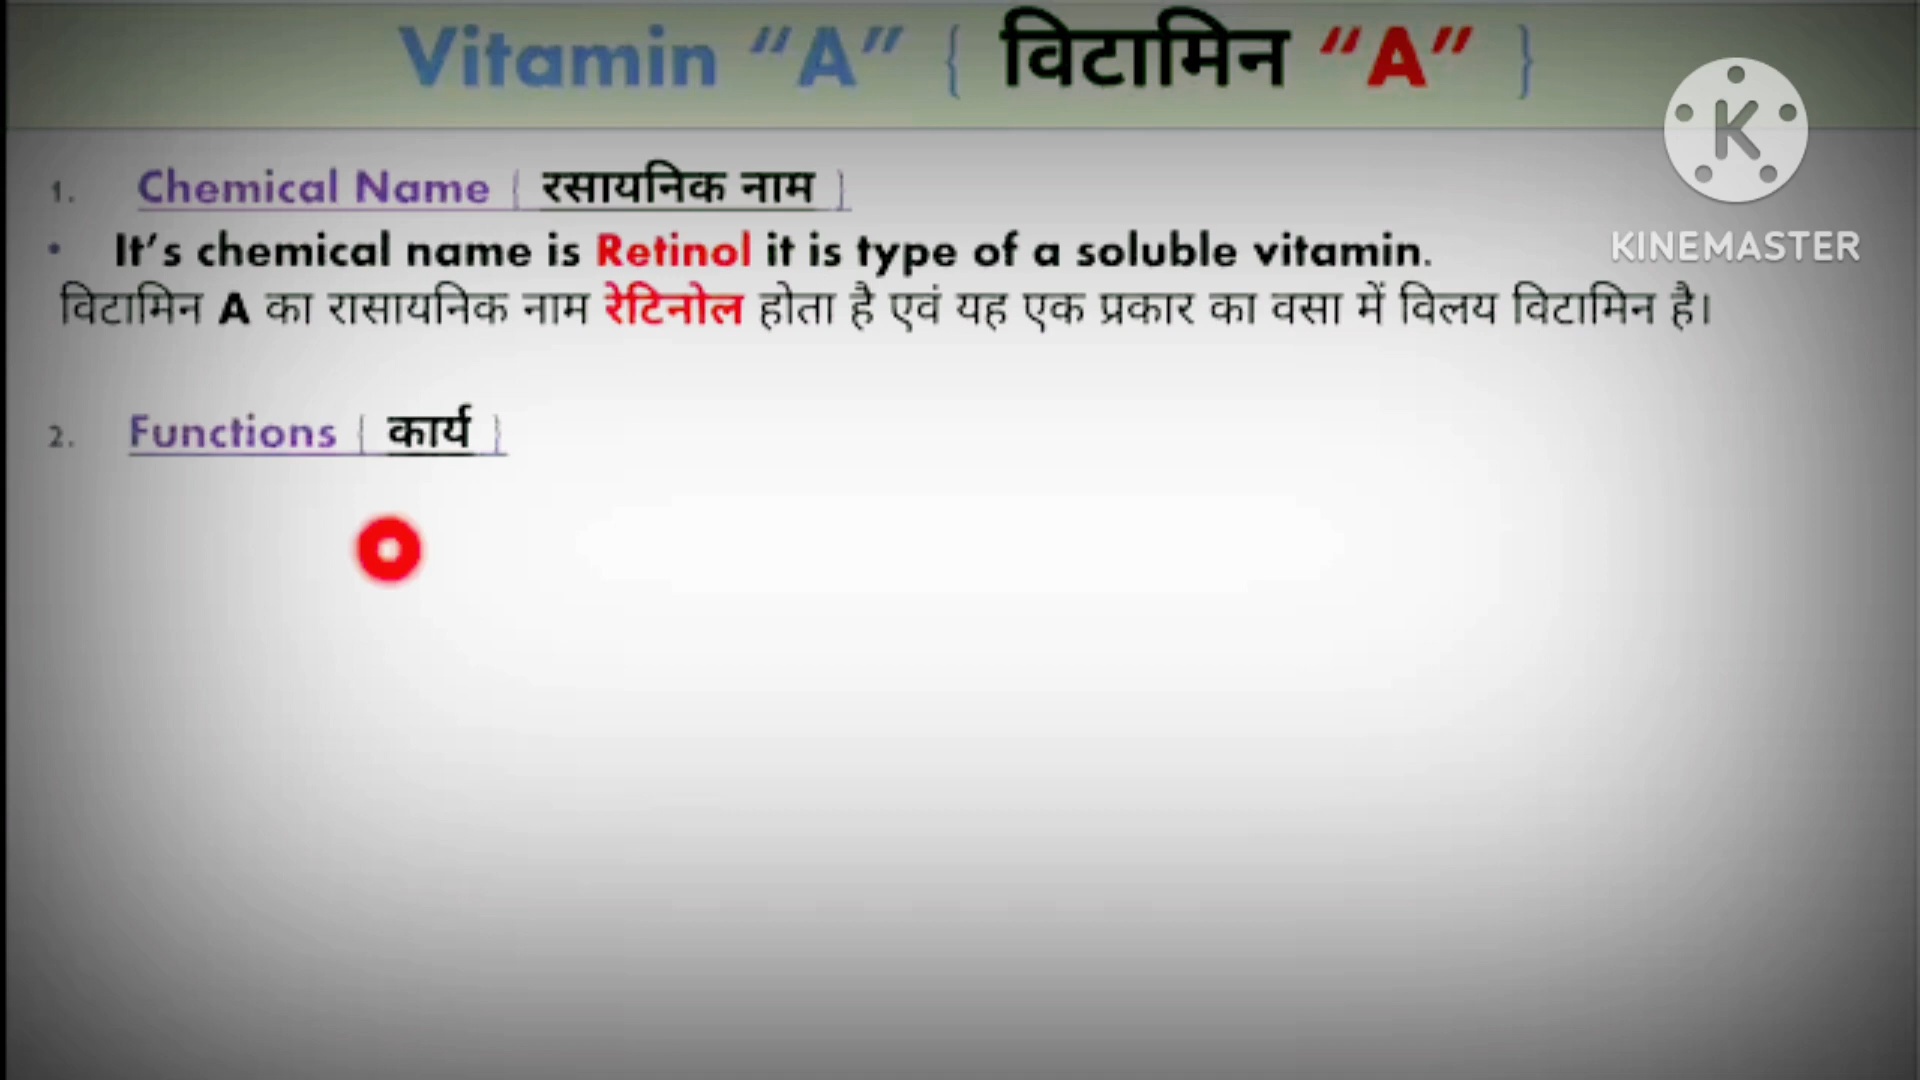 Vitamin “A” { विटामिन “A” }
K
KINEMASTER
1. Chemical Name { रसायनिक नाम }
• It’s chemical name is Retinol it is type of a soluble vitamin.
विटामिन A का रासायनिक नाम रेटिनोल होता है एवं यह एक प्रकार का वसा में विलय विटामिन है।
2. Functions { कार्य }